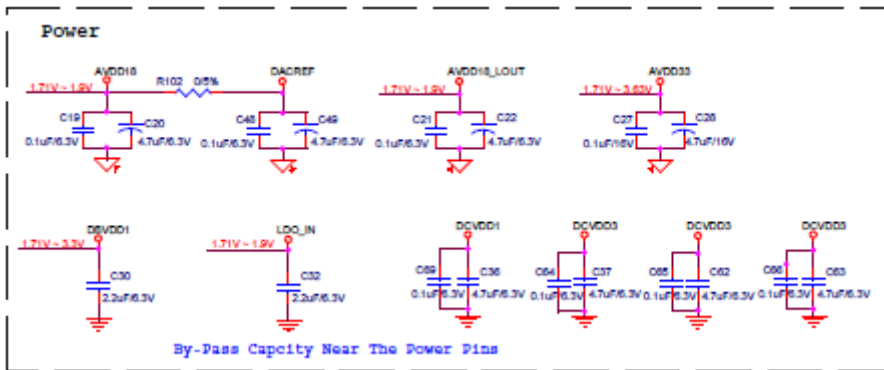 Power
AVDD18
R102 0/5% DACREF
AVDD18_LOUT
AVDD33
1.71V ~ 1.9V
1.71V ~ 1.9V
1.71V ~ 3.63V
C19
C20
C48
C49
C21
C22
C27
C28
0.1uF/6.3V
4.7uF/6.3V
0.1uF/6.3V
4.7uF/6.3V
0.1uF/6.3V
4.7uF/6.3V
0.1uF/16V
4.7uF/16V
DBVDD1
LDO_IN
DCVDD1
DCVDD3
DCVDD3
DCVDD3
1.71V ~ 3.3V
1.71V ~ 1.9V
C30
C32
C69
C36
C64
C37
C65
C62
C66
C63
2.2uF/6.3V
2.2uF/6.3V
0.1uF/6.3V
4.7uF/6.3V
0.1uF/6.3V
4.7uF/6.3V
0.1uF/6.3V
4.7uF/6.3V
0.1uF/6.3V
4.7uF/6.3V
By-Pass Capcity Near The Power Pins